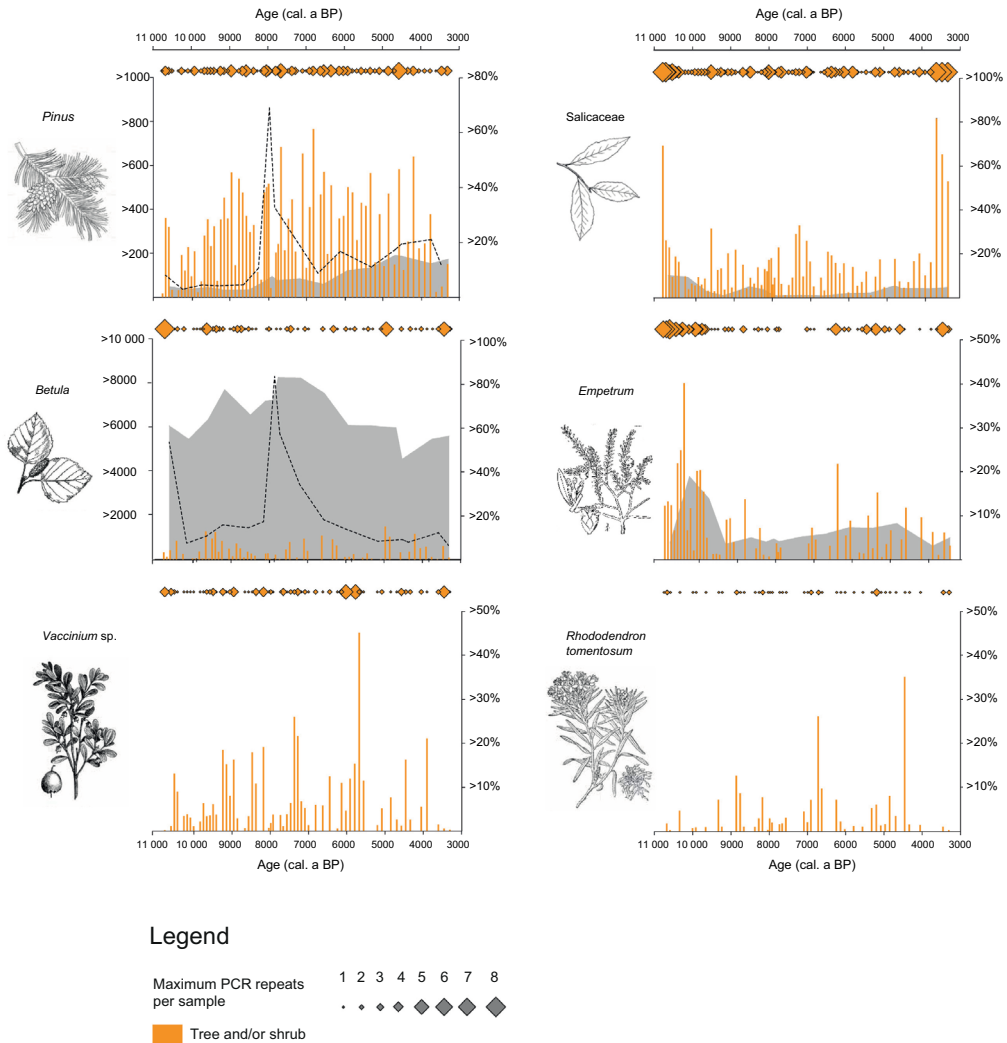 Age (cal. a BP)
11 000 10 000 9000 8000 7000 6000 5000 4000 3000
>1000
>800
>600
>400
>200
>80%
>60%
>40%
>20%
Pinus
Age (cal. a BP)
11 000 10 000 9000 8000 7000 6000 5000 4000 3000
>100%
>80%
>60%
>40%
>20%
Salicaceae
>10 000
>8000
>6000
>4000
>2000
>100%
>80%
>60%
>40%
>20%
Betula
>50%
>40%
>30%
>20%
>10%
Empetrum
>50%
>40%
>30%
>20%
>10%
Vaccinium sp.
11 000 10 000 9000 8000 7000 6000 5000 4000 3000
Age (cal. a BP)
>50%
>40%
>30%
>20%
>10%
Rhododendron
tomentosum
11 000 10 000 9000 8000 7000 6000 5000 4000 3000
Age (cal. a BP)
Legend
Maximum PCR repeats
per sample
1 2 3 4 5 6 7 8
Tree and/or shrub